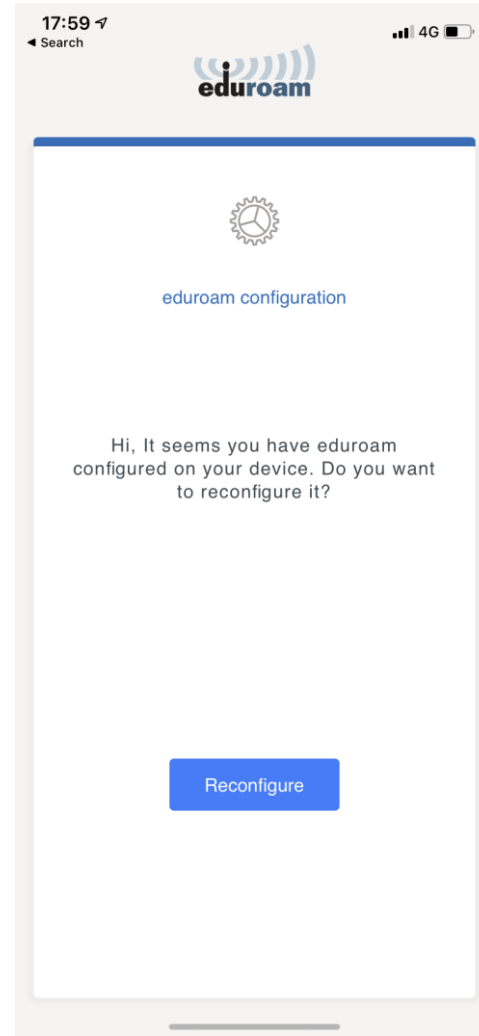 17:59
Search
4G
eduroam
eduroam configuration
Hi, It seems you have eduroam
configured on your device. Do you want
to reconfigure it?
Reconfigure